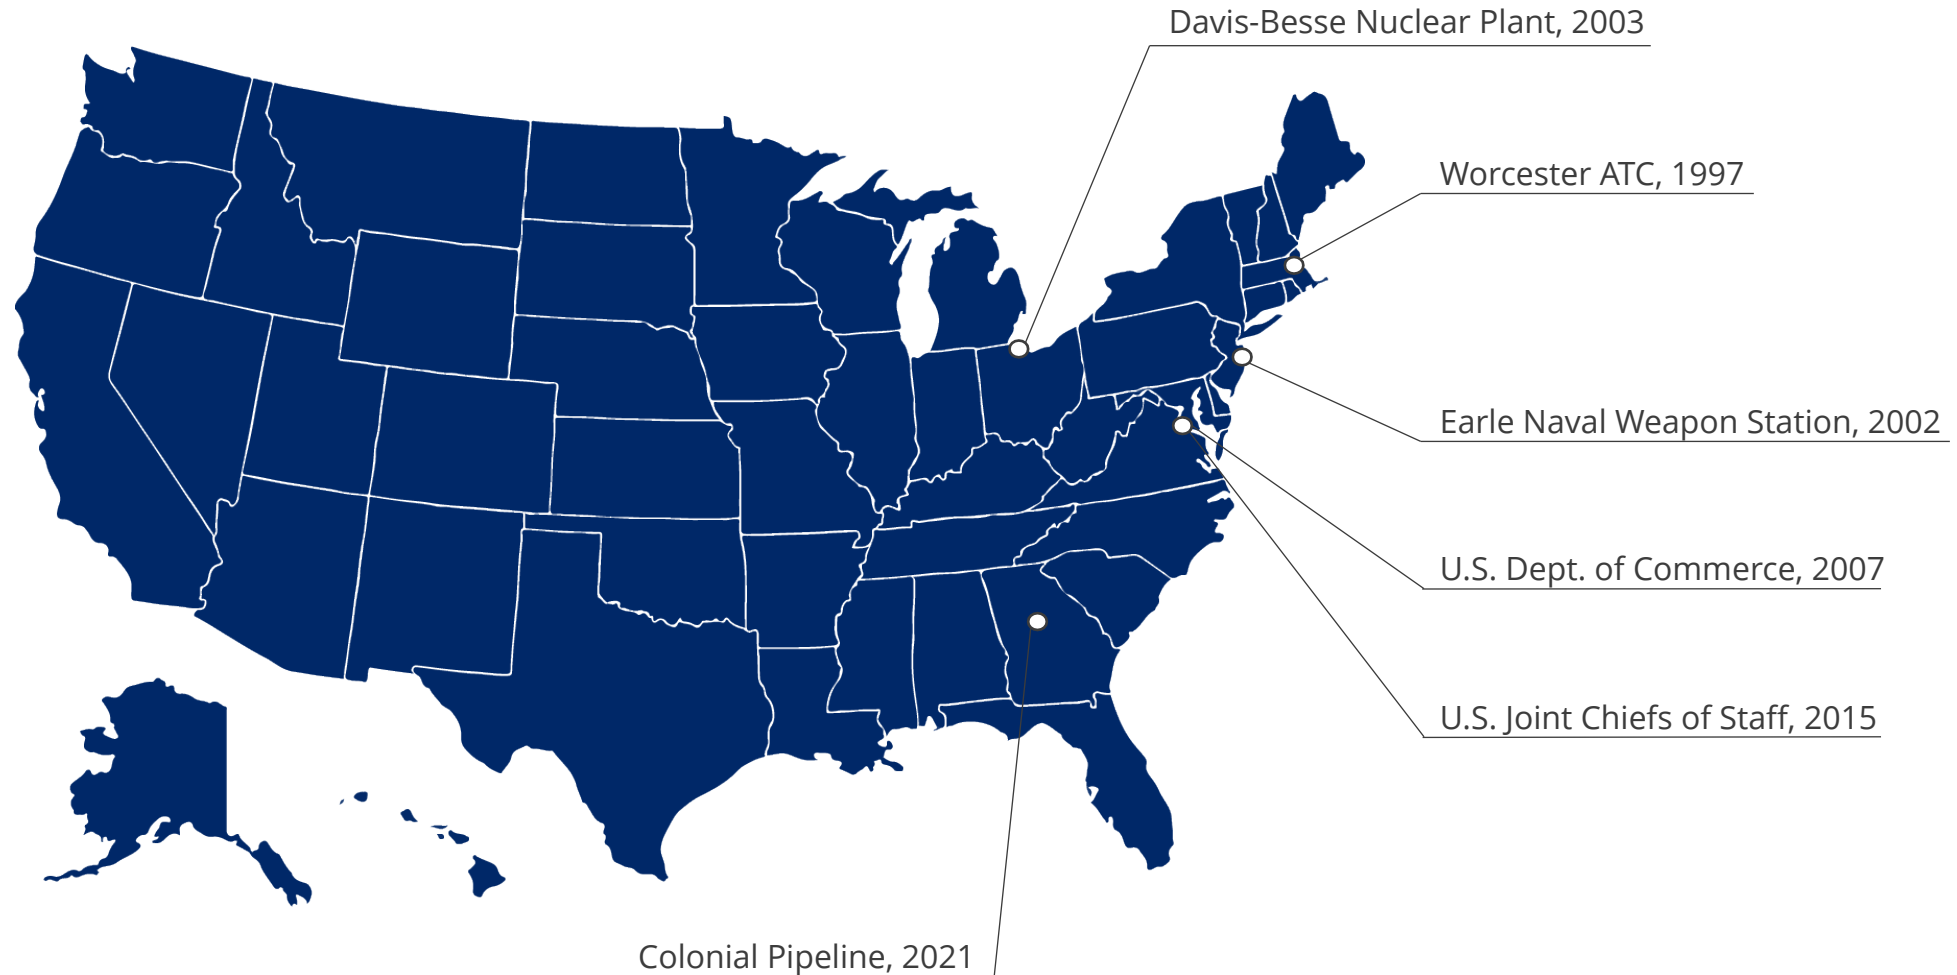 Davis-Besse Nuclear Plant, 2003
Worcester ATC, 1997
Earle Naval Weapon Station, 2002
U.S. Dept. of Commerce, 2007
U.S. Joint Chiefs of Staff, 2015
Colonial Pipeline, 2021